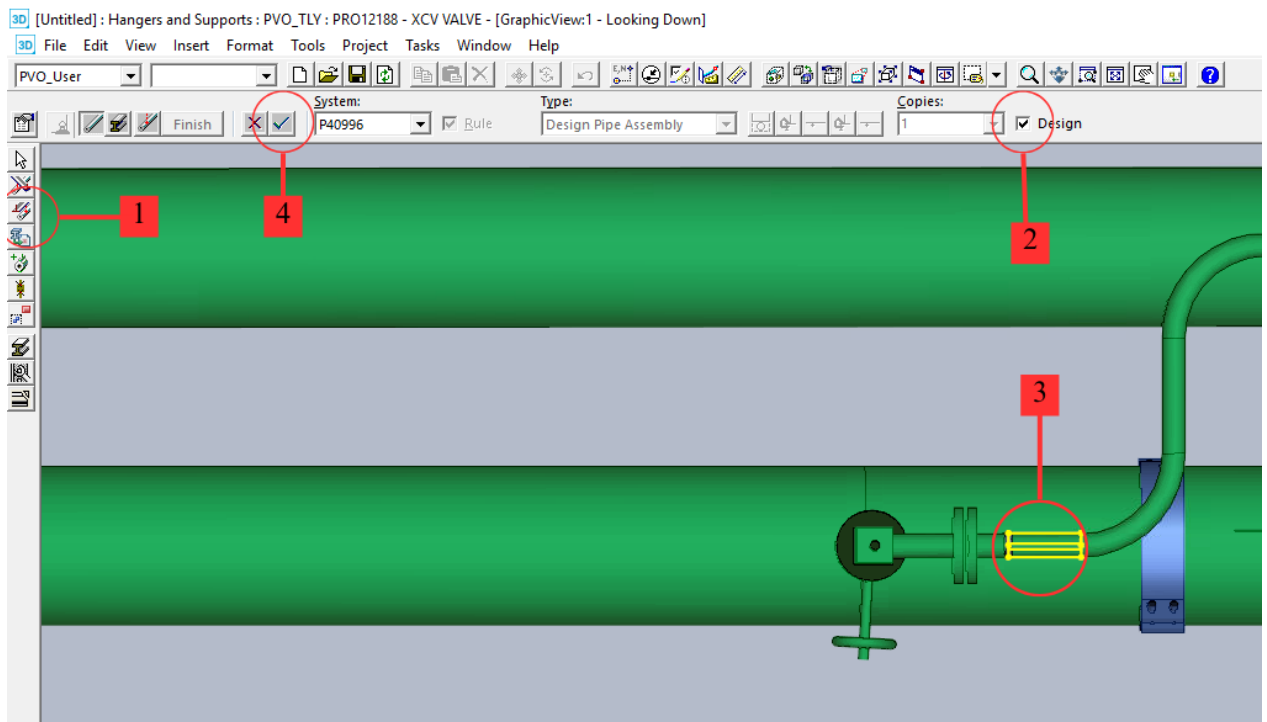 3D [Untitled] : Hangers and Supports : PVO_TLY : PRO12188 - XCV VALVE - [GraphicView:1 - Looking Down]
3D File Edit View Insert Format Tools Project Tasks Window Help
PVO_User
System: Type: Copies:
Finish P40996 Rule Design Pipe Assembly 1 Design
1 4 2
3